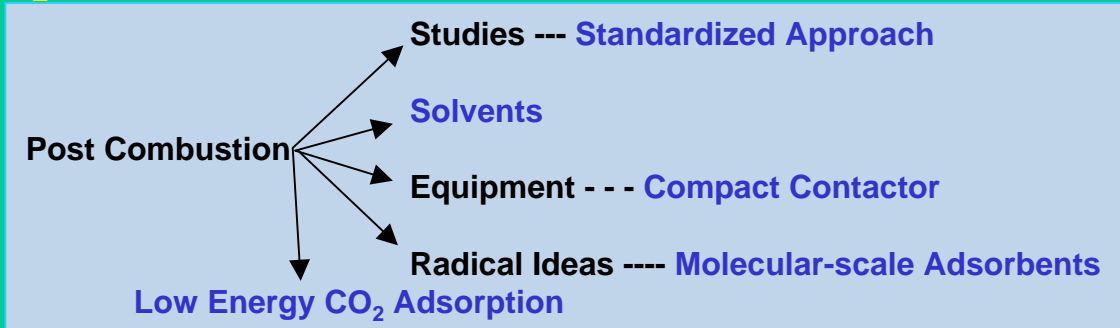 Studies --- Standardized Approach
Solvents
Post Combustion
Equipment - - - Compact Contactor
Radical Ideas ---- Molecular-scale Adsorbents
Low Energy CO₂ Adsorption